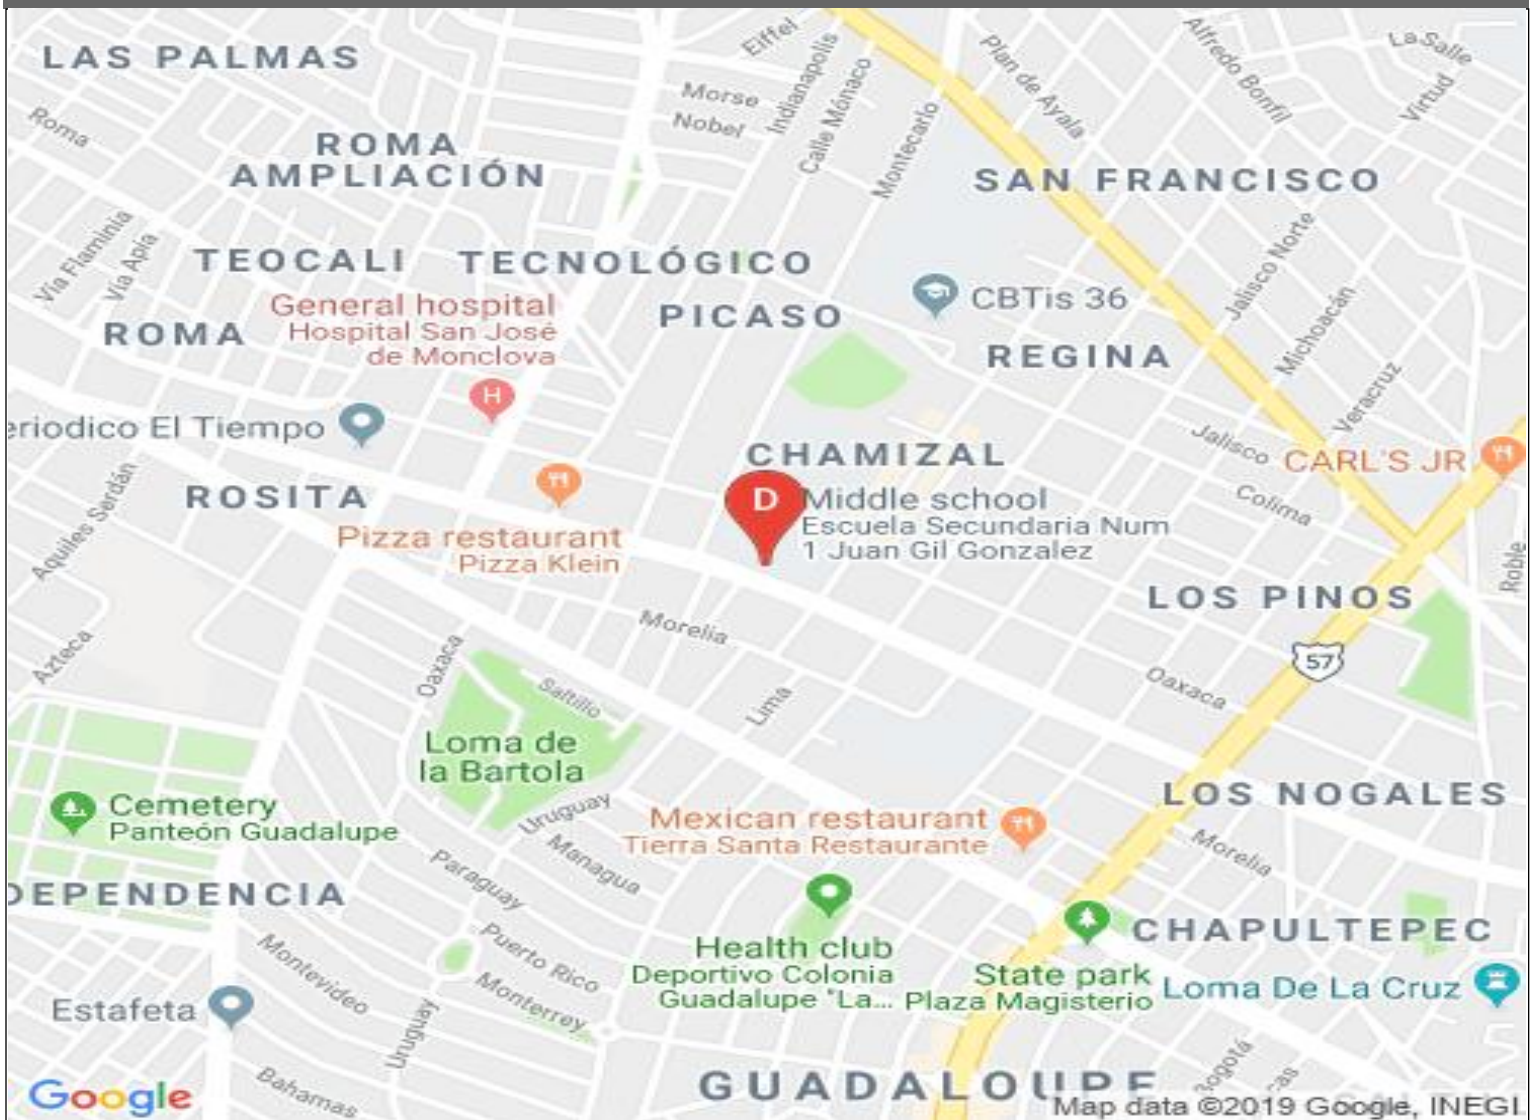 LAS PALMAS
Eiffel
Indianapolis
Calle Mónaco
Plan de Ayala
Alfredo Bonfil
La Salle
Virtud
Morse
Nobel
Montecarlo
Roma
ROMA
AMPLIACIÓN
SAN FRANCISCO
Vía Flaminia
Vía Apia
TEOCALI
TECNOLÓGICO
Jalisco Norte
General hospital
Hospital San José
de Monclova
ROMA
PICASO
CBTis 36
REGINA
Michoacán
Veracruz
H
eriodico El Tiempo
CHAMIZAL
Jalisco
CARL'S JR
Colima
Aquiles Serdán
ROSITA
D
Middle school
Escuela Secundaria Num
1 Juan Gil Gonzalez
Pizza restaurant
Pizza Klein
Roble
LOS PINOS
Morelia
57
Azteca
Oaxaca
Saltillo
Lima
Oaxaca
Loma de
la Bartola
LOS NOGALES
Cemetery
Panteón Guadalupe
Uruguay
Mexican restaurant
Tierra Santa Restaurante
Managua
Morelia
Paraguay
DEPENDENCIA
CHAPULTEPEC
Puerto Rico
Health club
Deportivo Colonia
Guadalupe "La...
State park
Plaza Magisterio
Loma De La Cruz
Montevideo
Monterrey
Estafeta
Uruguay
Bogotá
Bahamas
Google
GUADALOUPE
Map data ©2019 Google, INEGI